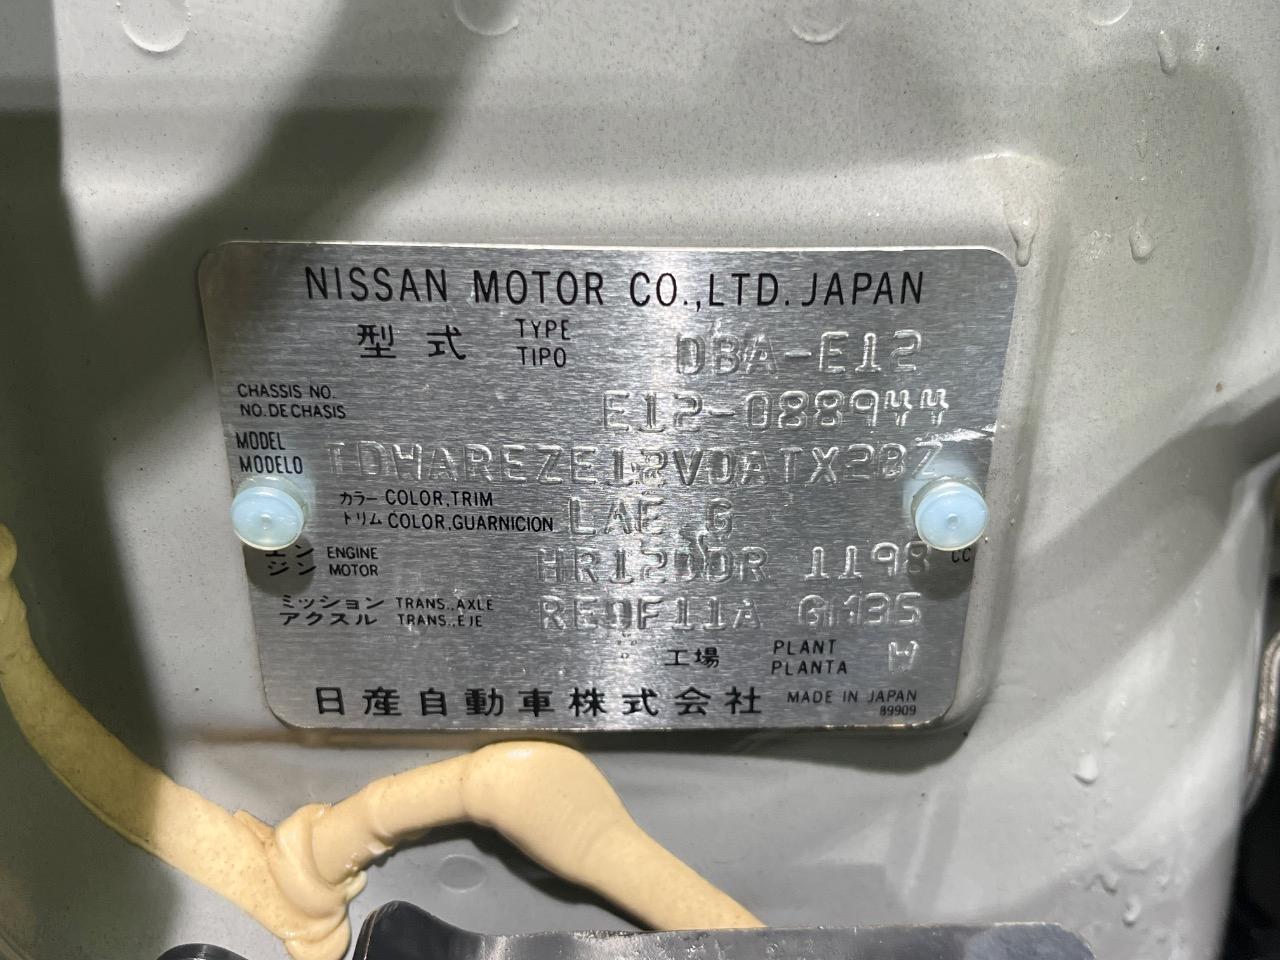 NISSAN MOTOR CO.,LTD. JAPAN
型式 TYPE TIPO DBA-E12
CHASSIS NO. NO.DE CHASIS E12-088944
MODEL MODELO TDHAREZE12V0ATX2BZ
カラー COLOR,TRIM
トリム COLOR,GUARNICION LAE G
エンジン ENGINE MOTOR HR12DDR 1198 CC
ミッション TRANS.,AXLE
アクスル TRANS.,EJE RE0F11A GM35
工場 PLANT PLANTA W
日産自動車株式会社 MADE IN JAPAN
89909